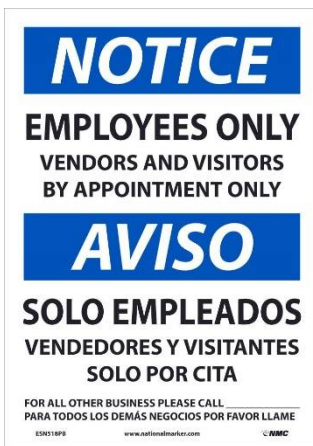 NOTICE
EMPLOYEES ONLY
VENDORS AND VISITORS
BY APPOINTMENT ONLY
AVISO
SOLO EMPLEADOS
VENDEDORES Y VISITANTES
SOLO POR CITA
FOR ALL OTHER BUSINESS PLEASE CALL ____________
PARA TODOS LOS DEMÁS NEGOCIOS POR FAVOR LLAME
ESN518PB www.nationalmarker.com NMC